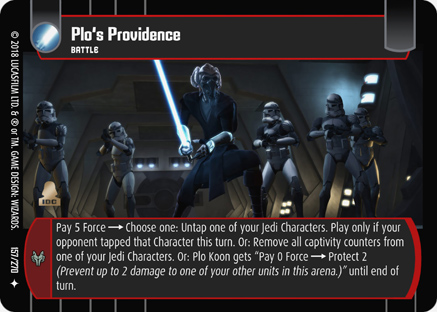 Plo's Providence
BATTLE
Pay 5 Force → Choose one: Untap one of your Jedi Characters. Play only if your
opponent tapped that Character this turn. Or: Remove all captivity counters from
one of your Jedi Characters. Or: Plo Koon gets "Pay 0 Force → Protect 2
(Prevent up to 2 damage to one of your other units in this arena.)" until end of
turn.
© 2018 LUCASFILM LTD. & ® or TM. GAME DESIGN: WIZARDS.
157/270
IDC